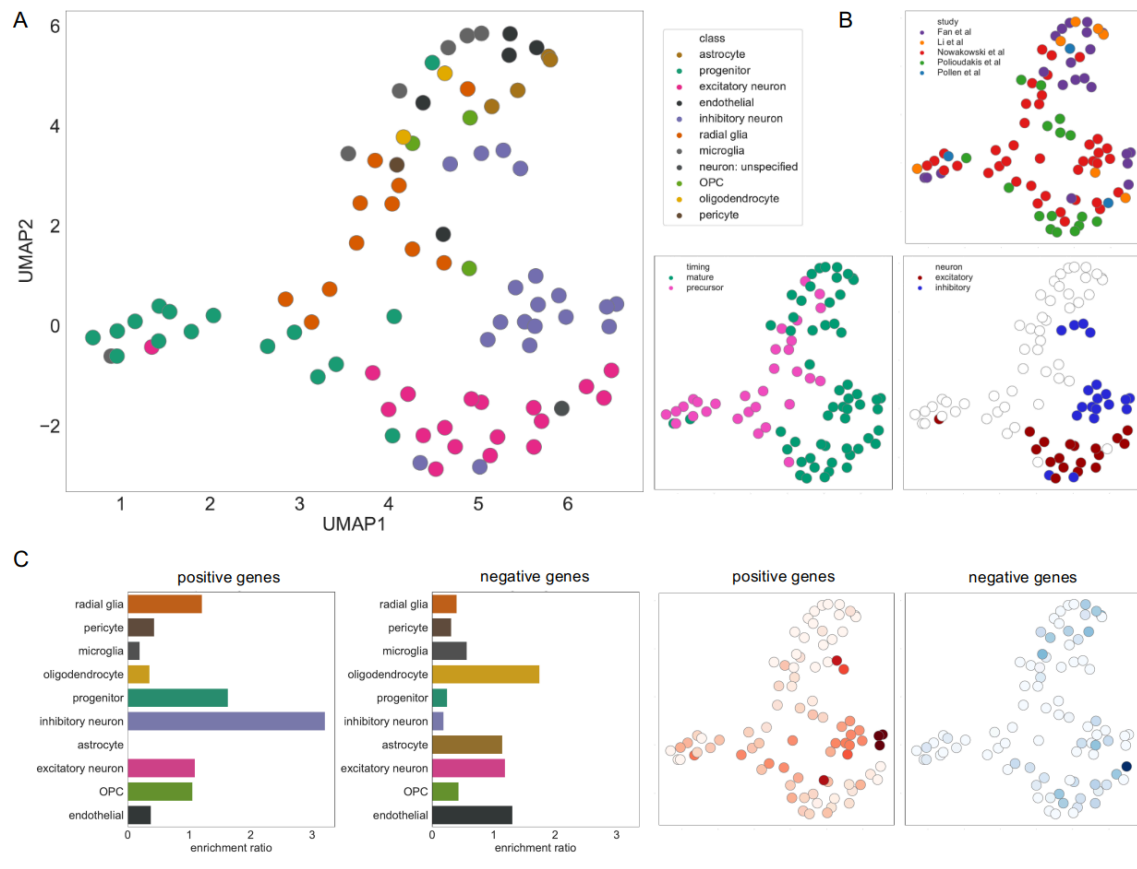 A
6
4
2
0
−2
UMAP2
1
2
3
4
5
6
UMAP1
class
astrocyte
progenitor
excitatory neuron
endothelial
inhibitory neuron
radial glia
microglia
neuron: unspecified
OPC
oligodendrocyte
pericyte
B
study
Fan et al
Li et al
Nowakowski et al
Polioudakis et al
Pollen et al
timing
mature
precursor
neuron
excitatory
inhibitory
C
positive genes
radial glia
pericyte
microglia
oligodendrocyte
progenitor
inhibitory neuron
astrocyte
excitatory neuron
OPC
endothelial
0
1
2
3
enrichment ratio
negative genes
radial glia
pericyte
microglia
oligodendrocyte
progenitor
inhibitory neuron
astrocyte
excitatory neuron
OPC
endothelial
0
1
2
3
enrichment ratio
positive genes
negative genes